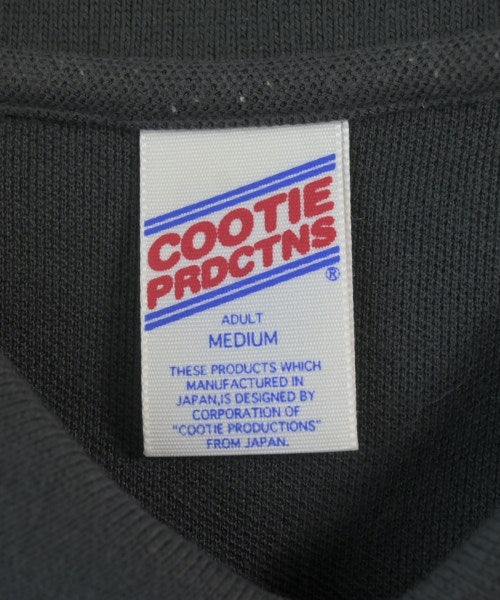 COOTIE
PRDCTNS
®
ADULT
MEDIUM
THESE PRODUCTS WHICH
MANUFACTURED IN
JAPAN,IS DESIGNED BY
CORPORATION OF
"COOTIE PRODUCTIONS"
FROM JAPAN.